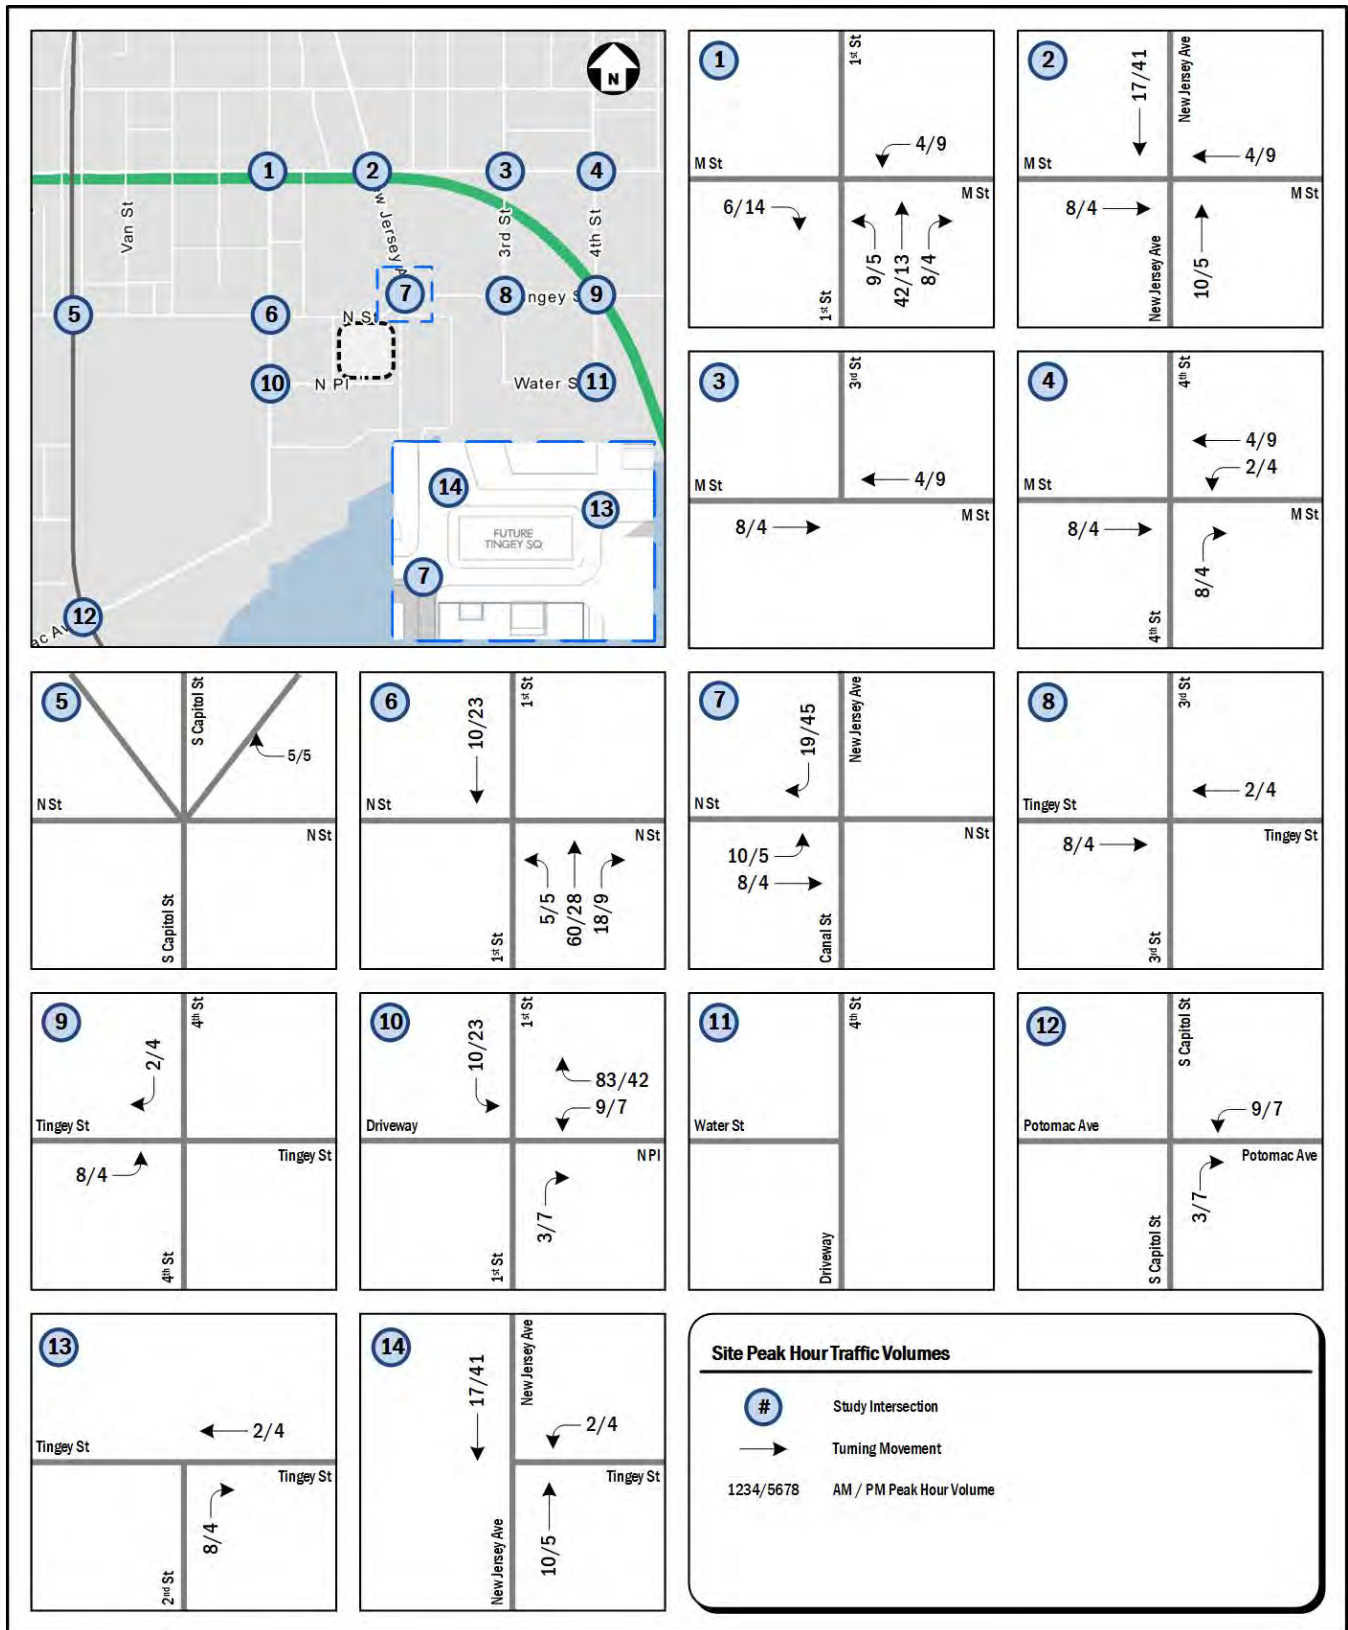 N
1
2
3
4
Van St
New Jersey A
3rd St
4th St
5
6
7
8
ngey S
9
N St
10
N Pl
Water S
11
12
ac Av
14
13
FUTURE
TINGEY SQ
7
1
1st St
4/9
M St
M St
6/14
9/5
42/13
8/4
1st St
2
17/41
New Jersey Ave
4/9
M St
M St
8/4
10/5
New Jersey Ave
3
3rd St
4/9
M St
M St
8/4
4
4th St
4/9
2/4
M St
M St
8/4
8/4
4th St
5
S Capitol St
5/5
N St
N St
S Capitol St
6
10/23
1st St
N St
N St
5/5
60/28
18/9
1st St
7
19/45
New Jersey Ave
N St
N St
10/5
8/4
Canal St
8
3rd St
2/4
Tingey St
Tingey St
8/4
3rd St
9
2/4
4th St
Tingey St
Tingey St
8/4
4th St
10
10/23
1st St
83/42
9/7
Driveway
N Pl
3/7
1st St
11
4th St
Water St
Driveway
12
S Capitol St
9/7
Potomac Ave
Potomac Ave
3/7
S Capitol St
13
2/4
Tingey St
Tingey St
8/4
2nd St
14
17/41
New Jersey Ave
2/4
Tingey St
10/5
New Jersey Ave
Site Peak Hour Traffic Volumes
# Study Intersection
Turning Movement
1234/5678 AM / PM Peak Hour Volume